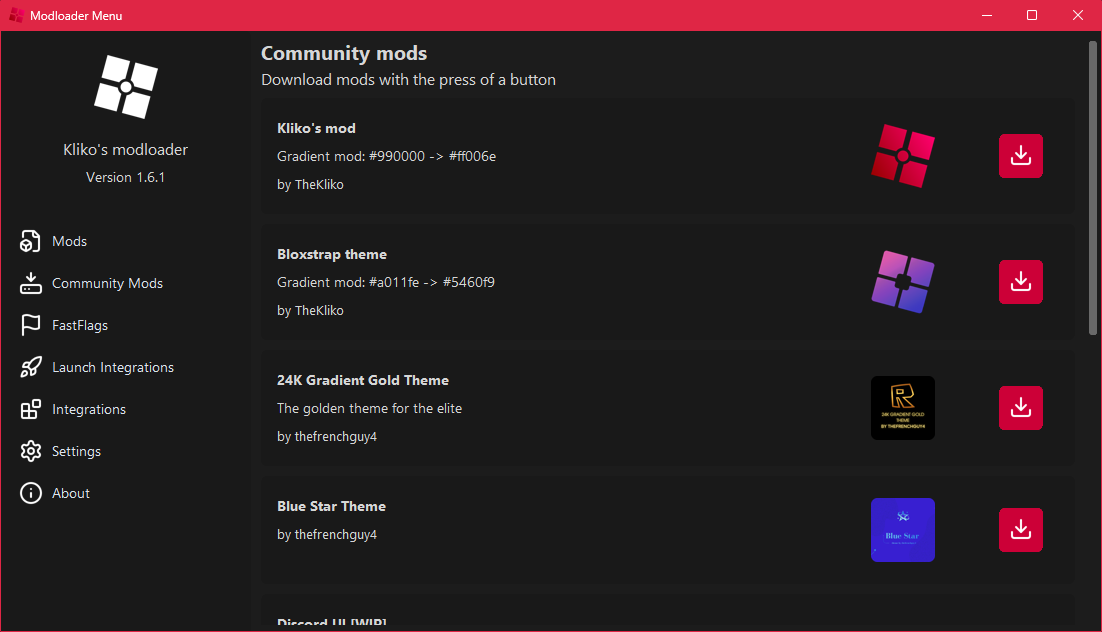 Modloader Menu
Kliko's modloader
Version 1.6.1
Mods
Community Mods
FastFlags
Launch Integrations
Integrations
Settings
About
Community mods
Download mods with the press of a button
Kliko's mod
Gradient mod: #990000 -> #ff006e
by TheKliko
Bloxstrap theme
Gradient mod: #a011fe -> #5460f9
by TheKliko
24K Gradient Gold Theme
The golden theme for the elite
by thefrenchguy4
R
24K GRADIENT GOLD
THEME
BY THEFRENCHGUY4
Blue Star Theme
by thefrenchguy4
Blue Star
Discord UI [WIP]